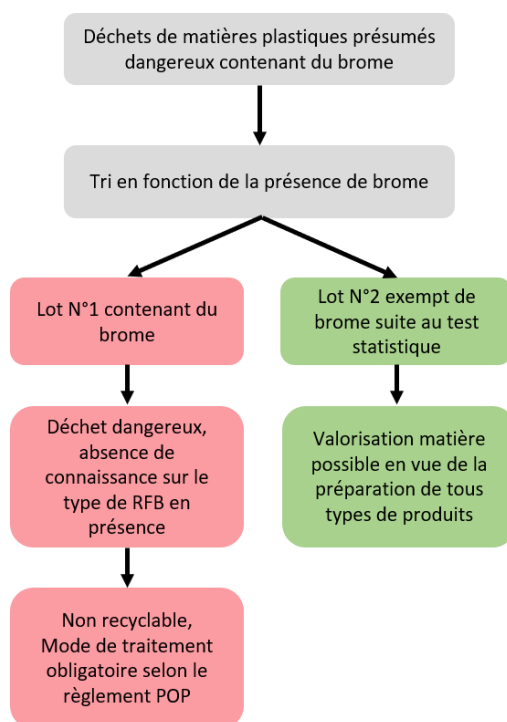 Déchets de matières plastiques présumés
dangereux contenant du brome
Tri en fonction de la présence de brome
Lot N°1 contenant du
brome
Lot N°2 exempt de
brome suite au test
statistique
Déchet dangereux,
absence de
connaissance sur le
type de RFB en
présence
Valorisation matière
possible en vue de la
préparation de tous
types de produits
Non recyclable,
Mode de traitement
obligatoire selon le
règlement POP